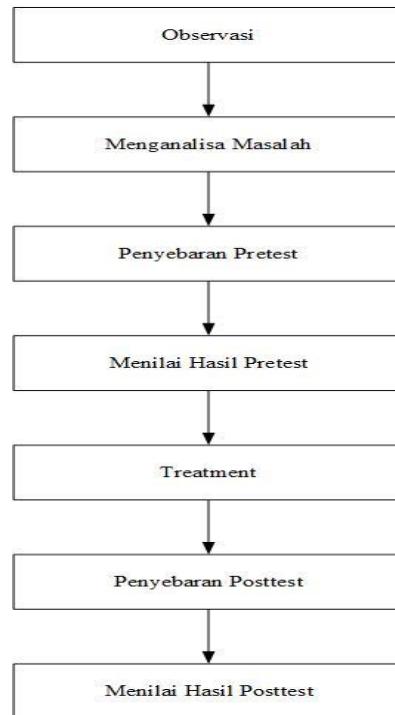 Observasi
Menganalisa Masalah
Penyebaran Pretest
Menilai Hasil Pretest
Treatment
Penyebaran Posttest
Menilai Hasil Posttest